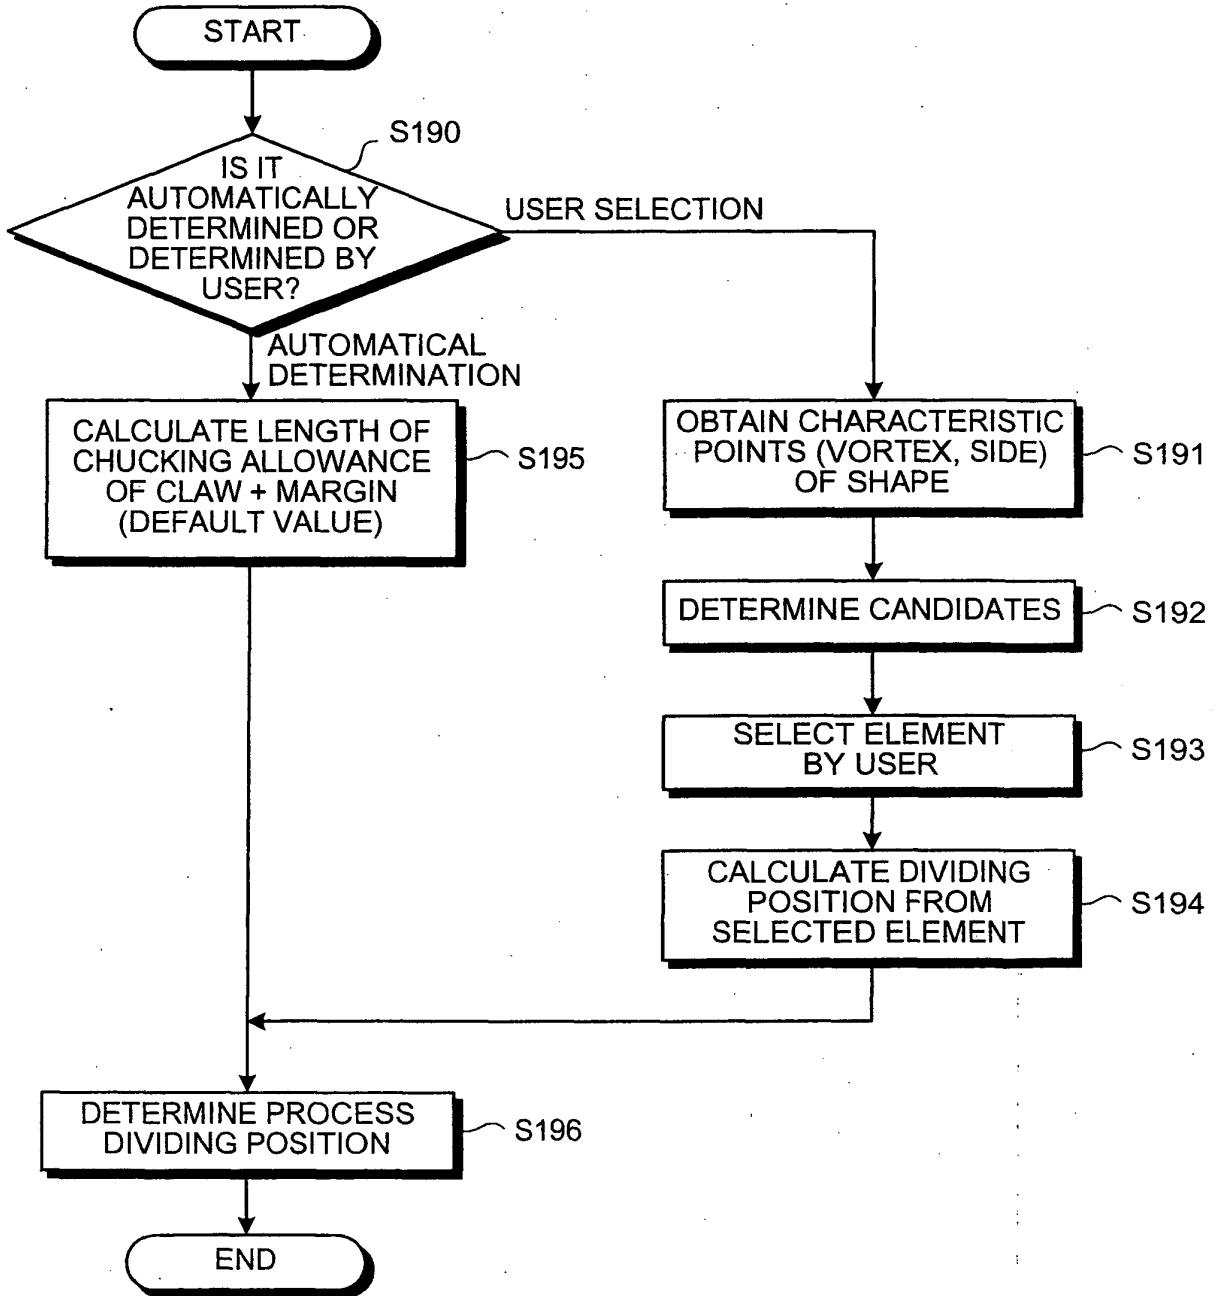 START
S190
IS IT
AUTOMATICALLY
DETERMINED OR
DETERMINED BY
USER?
USER SELECTION
AUTOMATICAL
DETERMINATION
CALCULATE LENGTH OF
CHUCKING ALLOWANCE
OF CLAW + MARGIN
(DEFAULT VALUE)
S195
OBTAIN CHARACTERISTIC
POINTS (VORTEX, SIDE)
OF SHAPE
S191
DETERMINE CANDIDATES
S192
SELECT ELEMENT
BY USER
S193
CALCULATE DIVIDING
POSITION FROM
SELECTED ELEMENT
S194
DETERMINE PROCESS
DIVIDING POSITION
S196
END